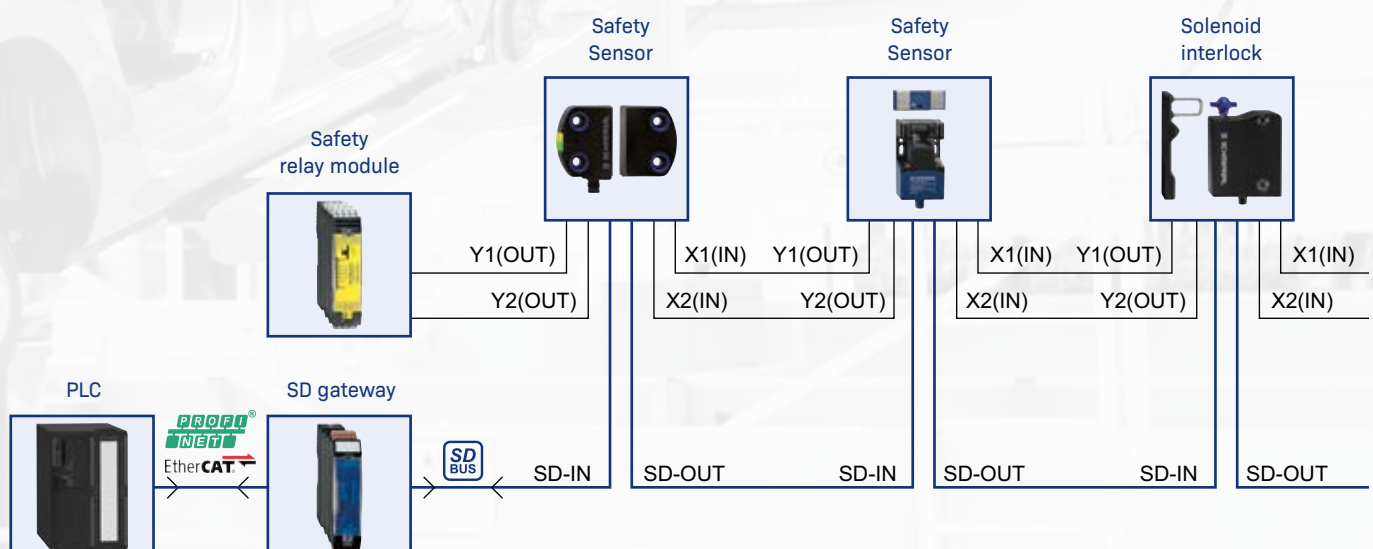 Safety
Sensor
Safety
Sensor
Solenoid
interlock
Safety
relay module
Y1(OUT)
X1(IN)
Y1(OUT)
X1(IN)
Y1(OUT)
X1(IN)
Y2(OUT)
X2(IN)
Y2(OUT)
X2(IN)
Y2(OUT)
X2(IN)
PLC
SD gateway
PROFI
NET®
EtherCAT
SD
BUS
SD-IN
SD-OUT
SD-IN
SD-OUT
SD-IN
SD-OUT